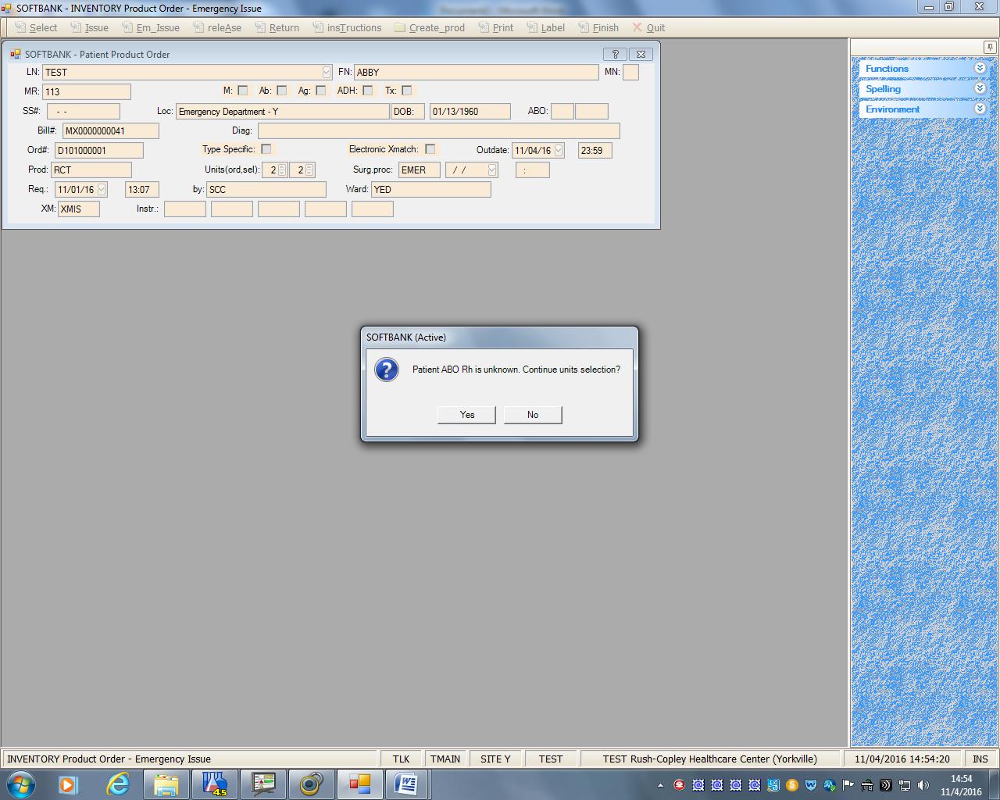 SOFTBANK - INVENTORY Product Order - Emergency Issue
Select Issue Em_Issue releAse Return insTructions Create_prod Print Label Finish Quit
SOFTBANK - Patient Product Order
LN: TEST FN: ABBY MN:
MR: 113 M: Ab: Ag: ADH: Tx:
SS#: - - Loc: Emergency Department - Y DOB: 01/13/1960 ABO:
Bill#: MX0000000041 Diag:
Ord#: D101000001 Type Specific: Electronic Xmatch: Outdate: 11/04/16 23:59
Prod: RCT Units(ord,sel): 2 2 Surg.proc: EMER / / :
Req.: 11/01/16 13:07 by: SCC Ward: YED
XM: XMIS Instr.:
Functions
Spelling
Environment
SOFTBANK (Active)
Patient ABO Rh is unknown. Continue units selection?
Yes No
INVENTORY Product Order - Emergency Issue TLK TMAIN SITE Y TEST TEST Rush-Copley Healthcare Center (Yorkville) 11/04/2016 14:54:20 INS
4.5
14:54
11/4/2016